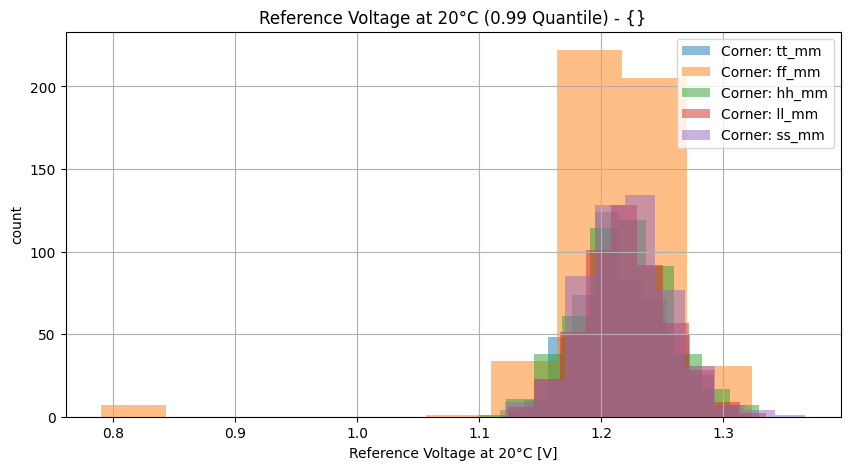 Reference Voltage at 20°C (0.99 Quantile) - {}
Corner: tt_mm
Corner: ff_mm
Corner: hh_mm
Corner: ll_mm
Corner: ss_mm
count
200
150
100
50
0
0.8 0.9 1.0 1.1 1.2 1.3
Reference Voltage at 20°C [V]